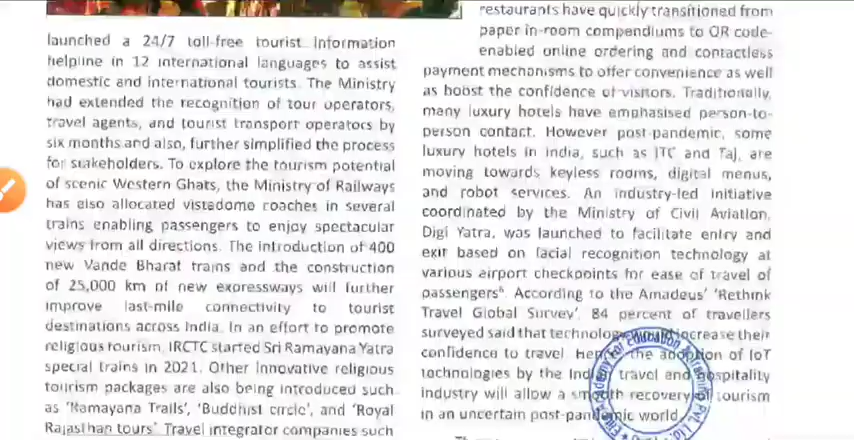 launched a 24/7 toll-free tourist information
helpline in 12 international languages to assist
domestic and international tourists. The Ministry
had extended the recognition of tour operators,
travel agents, and tourist transport operators by
six months and also, further simplified the process
for stakeholders. To explore the tourism potential
of scenic Western Ghats, the Ministry of Railways
has also allocated vistadome coaches in several
trains enabling passengers to enjoy spectacular
views from all directions. The introduction of 400
new Vande Bharat trains and the construction
of 25,000 km of new expressways will further
improve last-mile connectivity to tourist
destinations across India. In an effort to promote
religious tourism, IRCTC started Sri Ramayana Yatra
special trains in 2021. Other innovative religious
tourism packages are also being introduced such
as 'Ramayana Trails', 'Buddhist circle', and 'Royal
Rajasthan tours' Travel integrator companies such
restaurants have quickly transitioned from
paper in-room compendiums to QR code-
enabled online ordering and contactless
payment mechanisms to offer convenience as well
as boost the confidence of visitors. Traditionally,
many luxury hotels have emphasised person-to-
person contact. However post-pandemic, some
luxury hotels in India, such as ITC and Taj, are
moving towards keyless rooms, digital menus,
and robot services. An industry-led initiative
coordinated by the Ministry of Civil Aviation,
Digi Yatra, was launched to facilitate entry and
exit based on facial recognition technology at
various airport checkpoints for ease of travel of
passengers⁶. According to the Amadeus' 'Rethink
Travel Global Survey', 84 percent of travellers
surveyed said that technology would increase their
confidence to travel. Hence, the adoption of IoT
technologies by the Indian travel and hospitality
industry will allow a smooth recovery of tourism
in an uncertain post-pandemic world.
Academy for Education & Training Pvt.